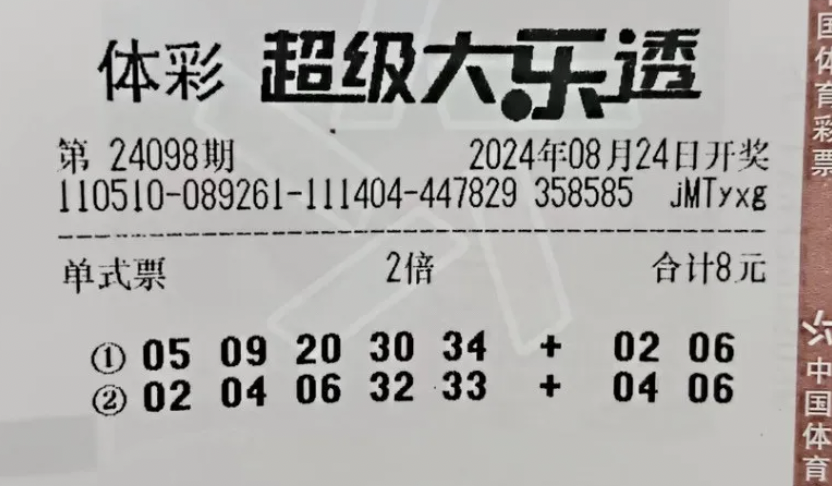 体彩 超级大乐透
第 24098期 2024年08月24日开奖
110510-089261-111404-447829 358585 jMTyxg
单式票 2倍 合计8元
① 05 09 20 30 34 + 02 06
② 02 04 06 32 33 + 04 06
国体育彩票
中国体育